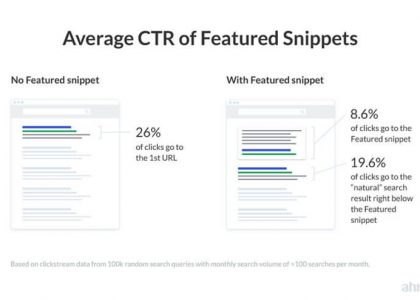 Average CTR of Featured Snippets
No Featured snippet
26%
of clicks go to
the 1st URL
With Featured snippet
8.6%
of clicks go to the
Featured snippet
19.6%
of clicks go to the
"natural" search
result right below
the Featured
snippet
Based on clickstream data from 100k random search queries with monthly search volume of >100 searches per month.